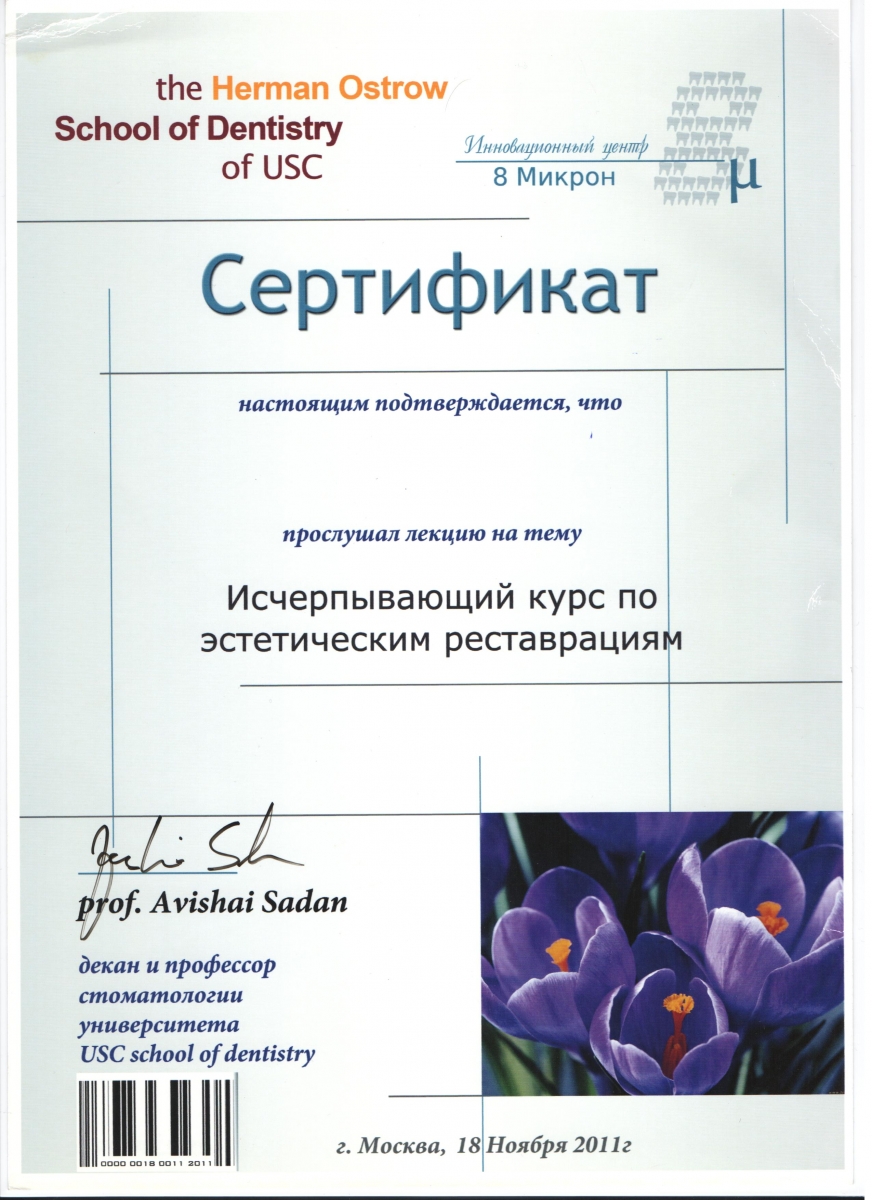 the Herman Ostrow
School of Dentistry
of USC
Инновационный центр
8 Микрон
μ
Сертификат
настоящим подтверждается, что
прослушал лекцию на тему
Исчерпывающий курс по
эстетическим реставрациям
prof. Avishai Sadan
декан и профессор
стоматологии
университета
USC school of dentistry
0000 0018 0011 2011
г. Москва, 18 Ноября 2011г